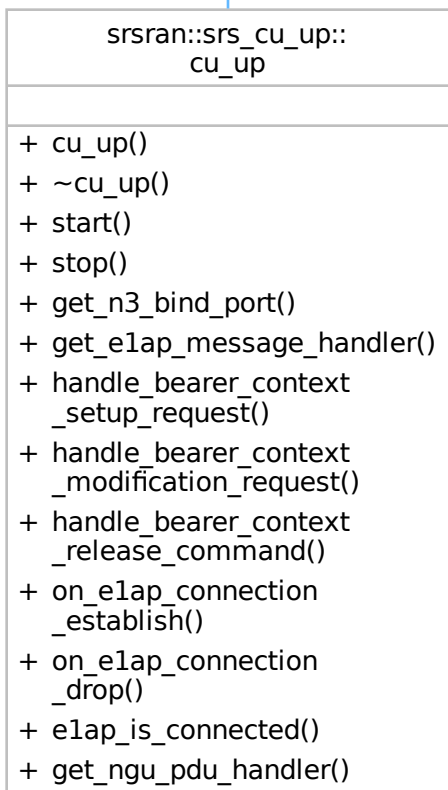 srsran::srs_cu_up::
cu_up
+ cu_up()
+ ~cu_up()
+ start()
+ stop()
+ get_n3_bind_port()
+ get_e1ap_message_handler()
+ handle_bearer_context
_setup_request()
+ handle_bearer_context
_modification_request()
+ handle_bearer_context
_release_command()
+ on_e1ap_connection
_establish()
+ on_e1ap_connection
_drop()
+ e1ap_is_connected()
+ get_ngu_pdu_handler()